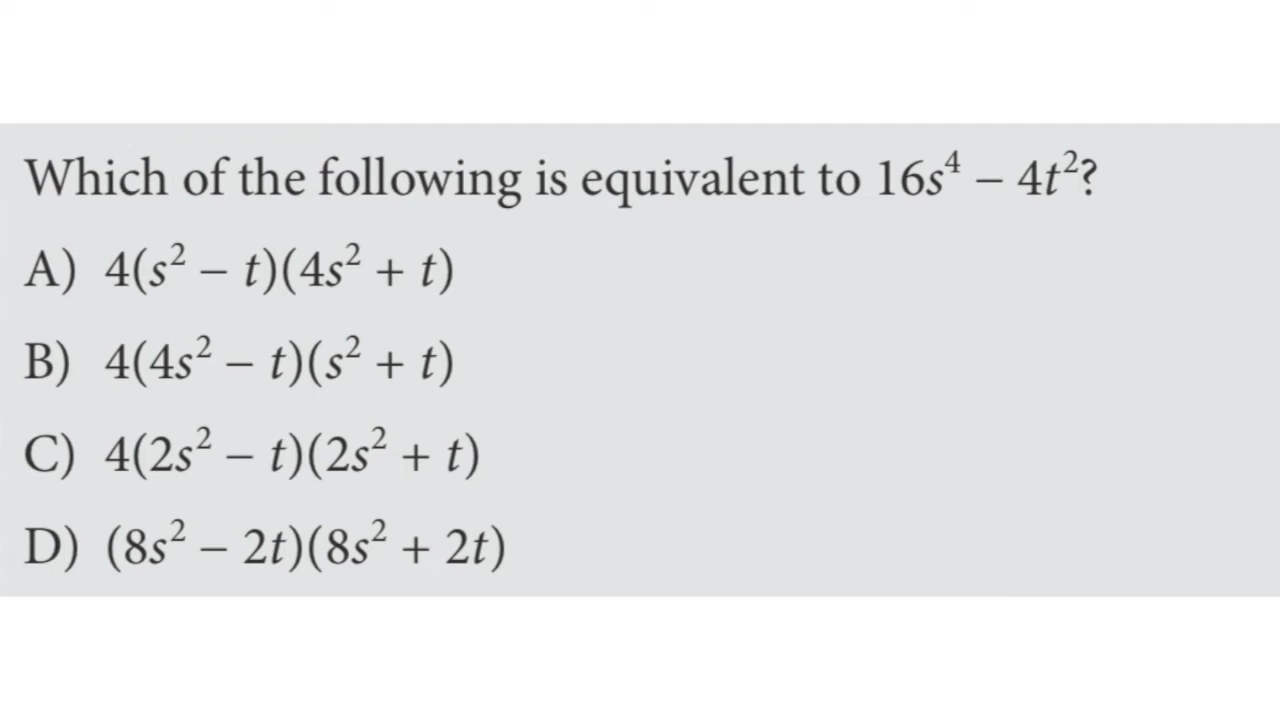 Which of the following is equivalent to 16s⁴ – 4t²?
A) 4(s² – t)(4s² + t)
B) 4(4s² – t)(s² + t)
C) 4(2s² – t)(2s² + t)
D) (8s² – 2t)(8s² + 2t)